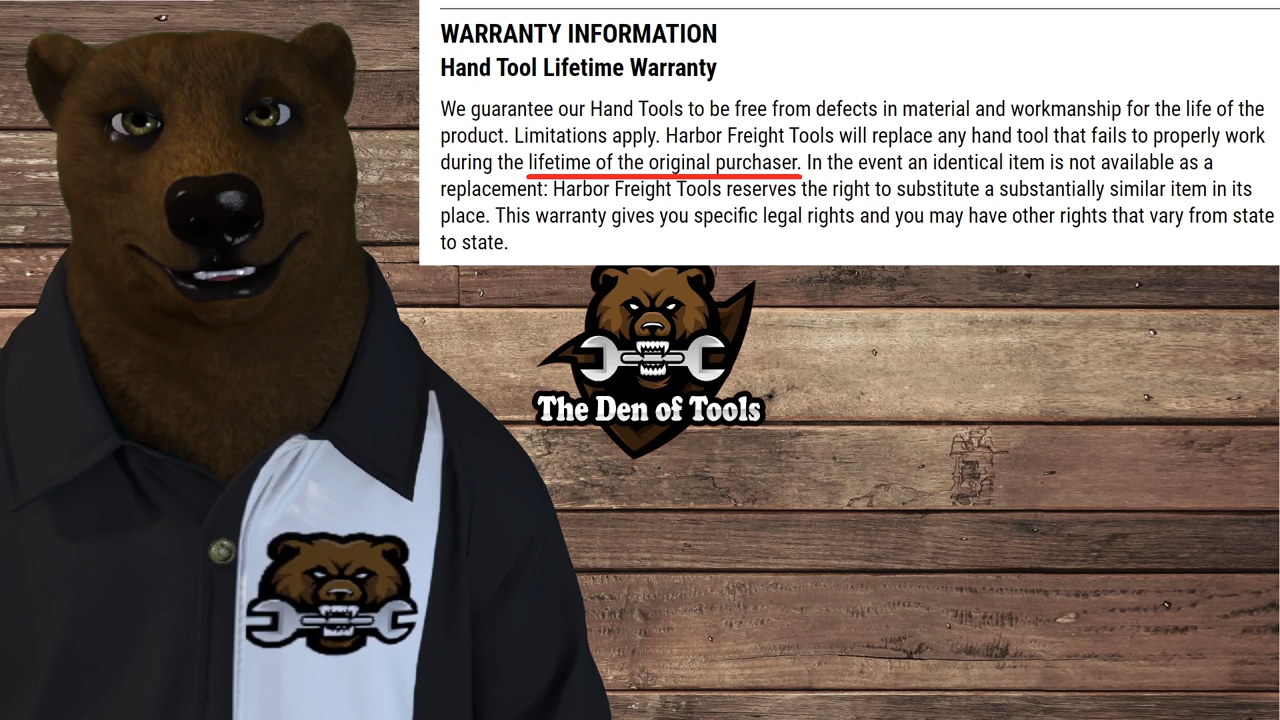 WARRANTY INFORMATION
Hand Tool Lifetime Warranty
We guarantee our Hand Tools to be free from defects in material and workmanship for the life of the
product. Limitations apply. Harbor Freight Tools will replace any hand tool that fails to properly work
during the lifetime of the original purchaser. In the event an identical item is not available as a
replacement: Harbor Freight Tools reserves the right to substitute a substantially similar item in its
place. This warranty gives you specific legal rights and you may have other rights that vary from state
to state.
The Den of Tools